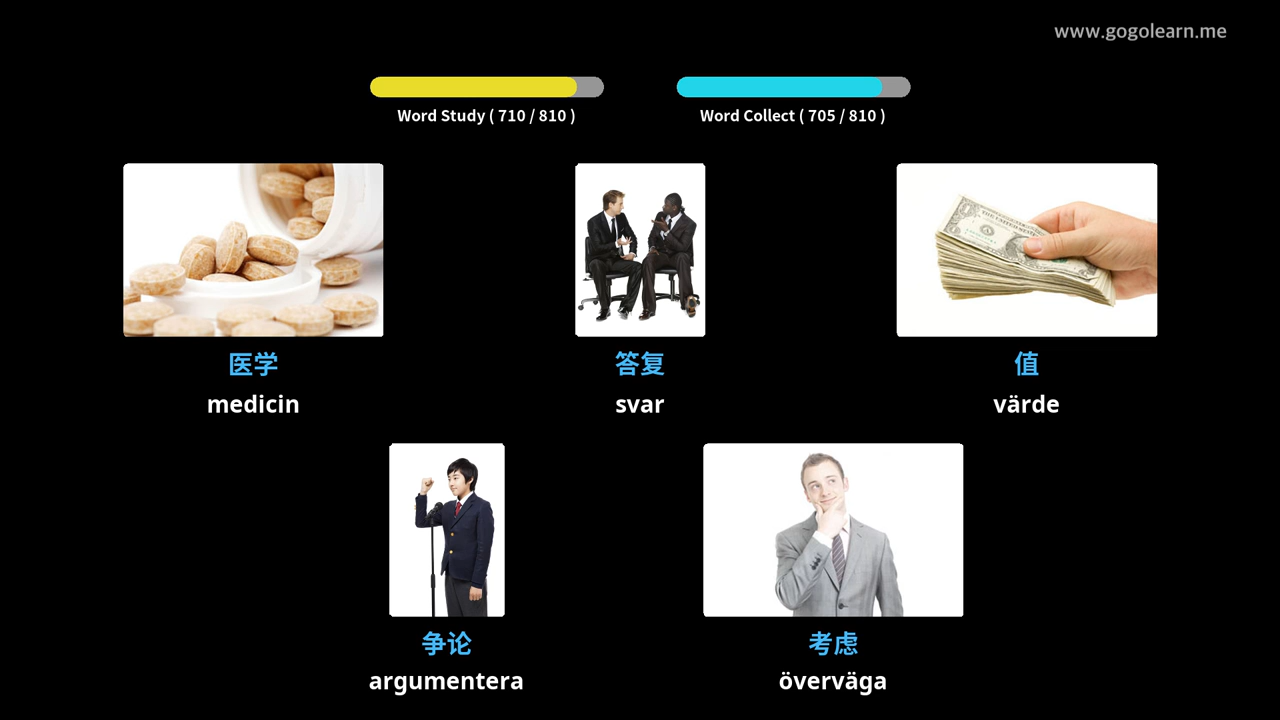 www.gogolearn.me
Word Study ( 710 / 810 )
Word Collect ( 705 / 810 )
医学
答复
值
medicin
svar
värde
争论
考虑
argumentera
överväga